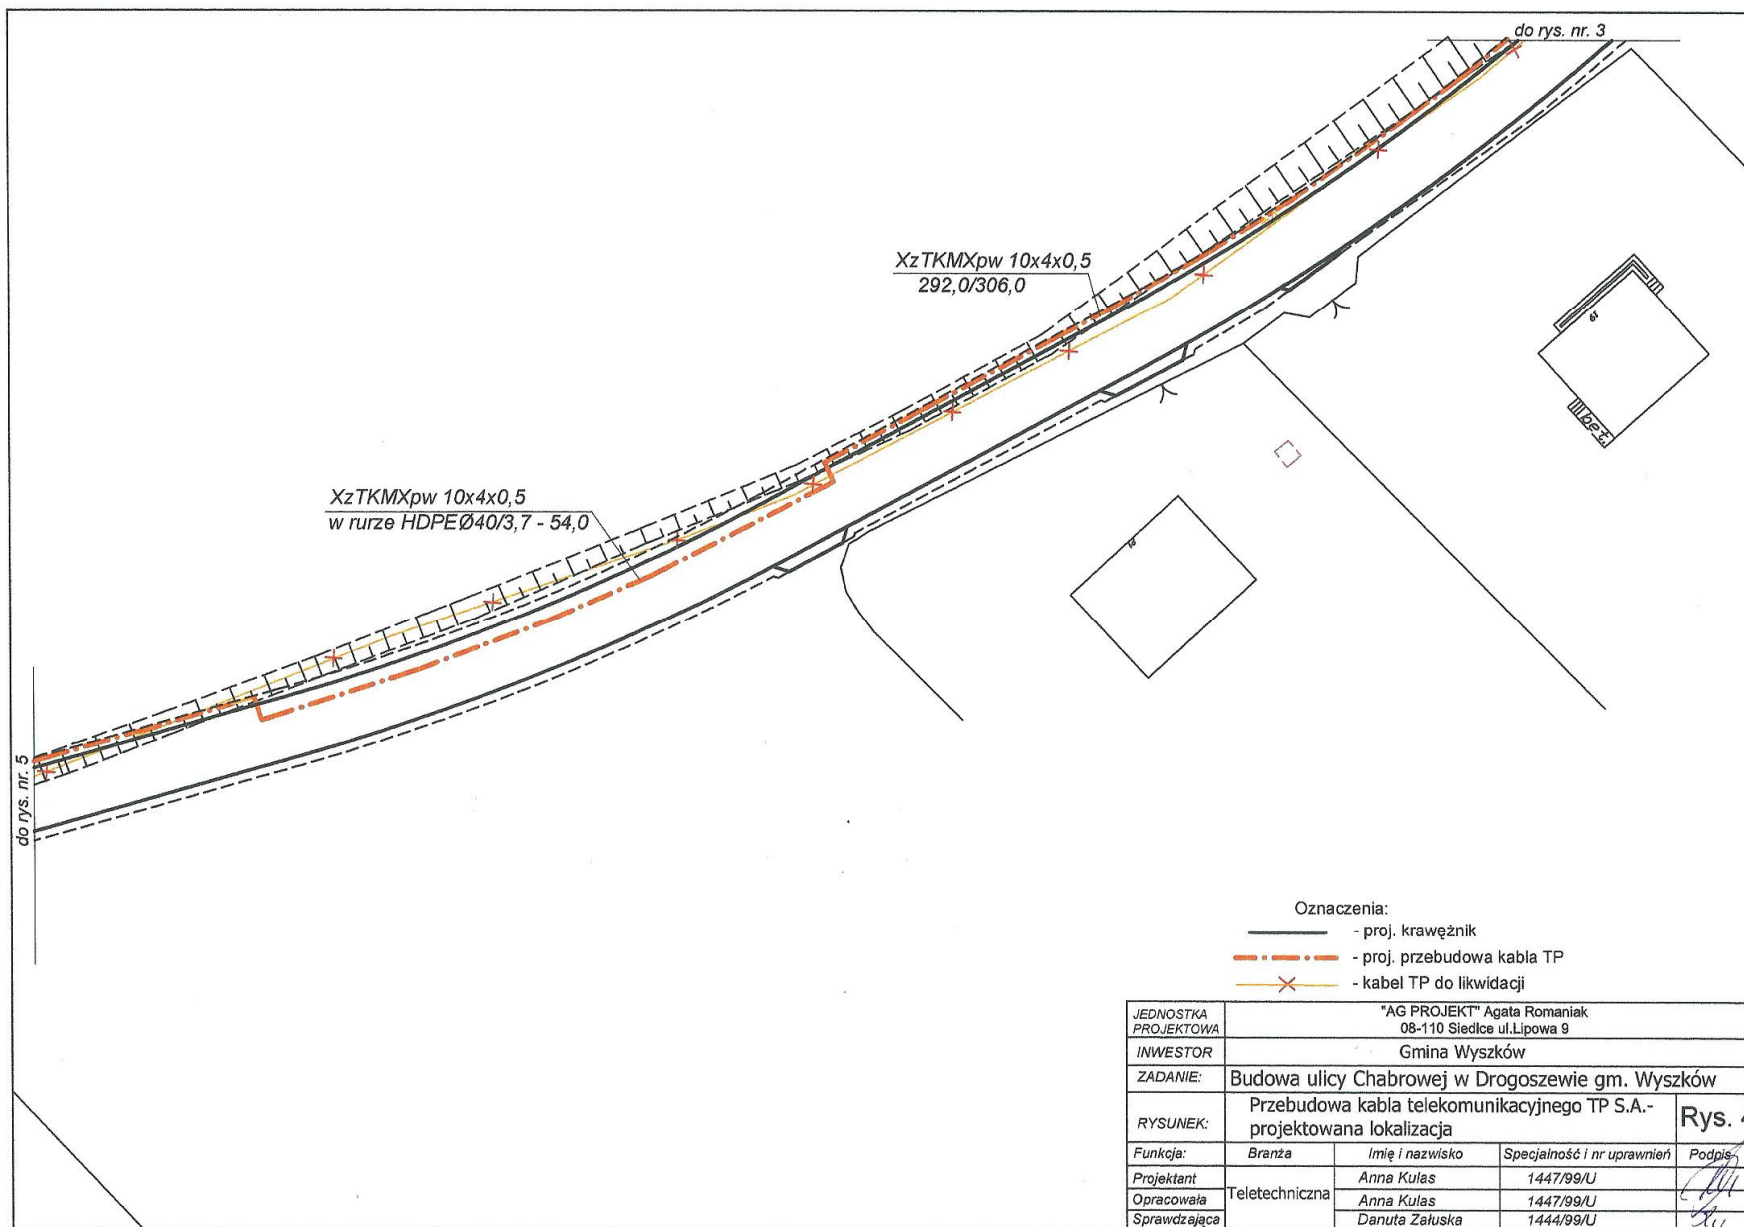 do rys. nr. 3
XzTKMXpw 10x4x0,5
292,0/306,0
XzTKMXpw 10x4x0,5
w rurze HDPEØ40/3,7 - 54,0
bet.
do rys. nr. 5
Oznaczenia:
- proj. krawężnik
- proj. przebudowa kabla TP
- kabel TP do likwidacji
JEDNOSTKA PROJEKTOWA
"AG PROJEKT" Agata Romaniak
08-110 Siedlce ul.Lipowa 9
INWESTOR
Gmina Wyszków
ZADANIE:
Budowa ulicy Chabrowej w Drogoszewie gm. Wyszków
RYSUNEK:
Przebudowa kabla telekomunikacyjnego TP S.A.-
projektowana lokalizacja
Rys.
Funkcja: Branża Imię i nazwisko Specjalność i nr uprawnień Podpis
Projektant Teletechniczna Anna Kulas 1447/99/U
Opracowała Anna Kulas 1447/99/U
Sprawdzająca Danuta Załuska 1444/99/U